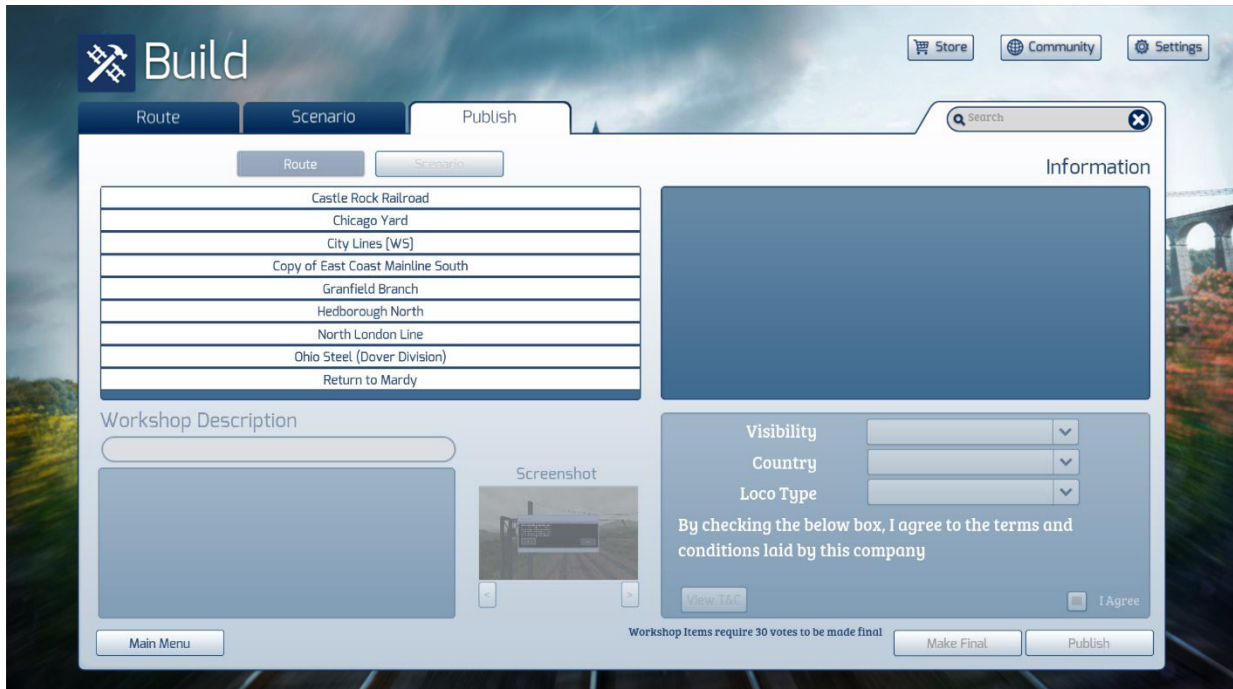 Build
Store
Community
Settings
Route
Scenario
Publish
Search
Route
Scenario
Information
Castle Rock Railroad
Chicago Yard
City Lines [WS]
Copy of East Coast Mainline South
Granfield Branch
Hedborough North
North London Line
Ohio Steel (Dover Division)
Return to Mardy
Workshop Description
Screenshot
<
>
Visibility
Country
Loco Type
By checking the below box, I agree to the terms and
conditions laid by this company
View T&C
I Agree
Main Menu
Workshop Items require 30 votes to be made final
Make Final
Publish